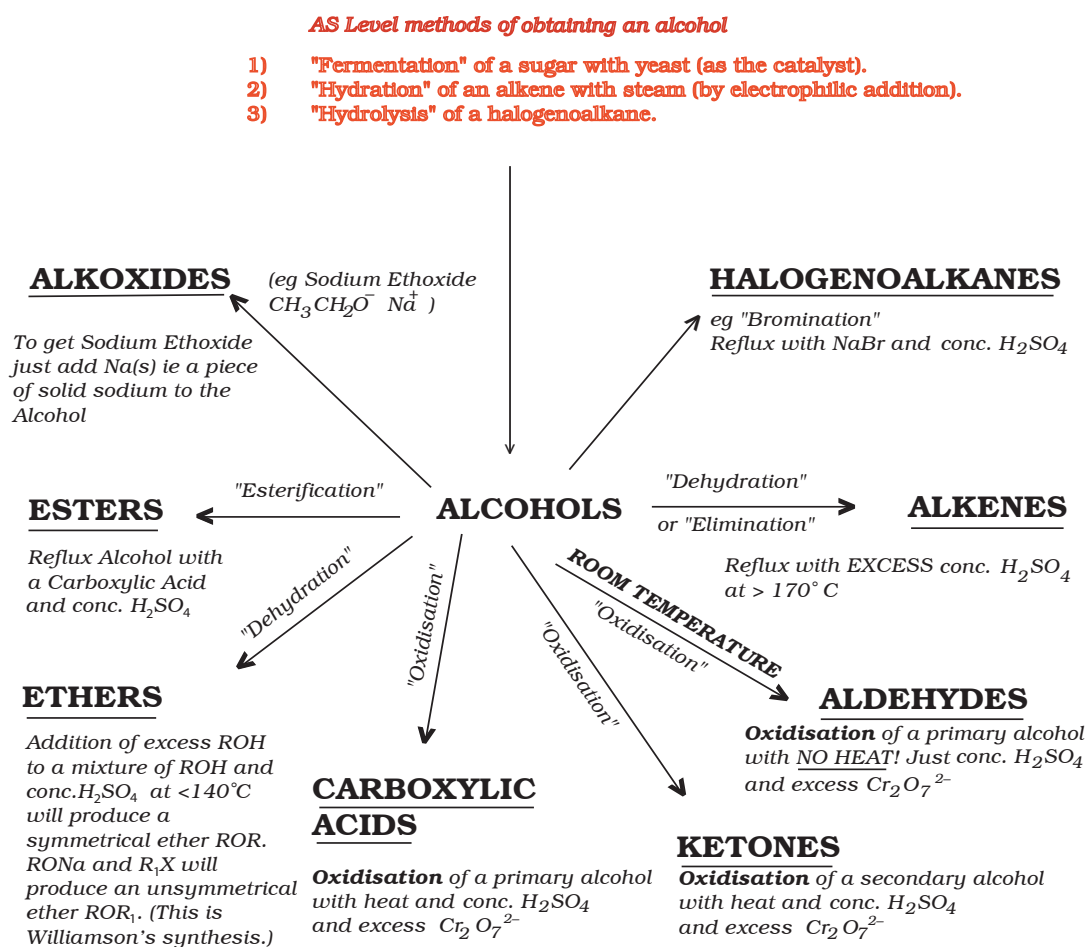 AS Level methods of obtaining an alcohol
1) "Fermentation" of a sugar with yeast (as the catalyst).
2) "Hydration" of an alkene with steam (by electrophilic addition).
3) "Hydrolysis" of a halogenoalkane.
ALKOXIDES
(eg Sodium Ethoxide
CH₃CH₂O⁻ Na⁺ )
To get Sodium Ethoxide
just add Na(s) ie a piece
of solid sodium to the
Alcohol
HALOGENOALKANES
eg "Bromination"
Reflux with NaBr and conc. H₂SO₄
ESTERS
"Esterification"
Reflux Alcohol with
a Carboxylic Acid
and conc. H₂SO₄
ALCOHOLS
"Dehydration"
or "Elimination"
ALKENES
Reflux with EXCESS conc. H₂SO₄
at > 170°C
"Dehydration"
"Oxidisation"
"Oxidisation"
ROOM TEMPERATURE
"Oxidisation"
ETHERS
Addition of excess ROH
to a mixture of ROH and
conc.H₂SO₄ at <140°C
will produce a
symmetrical ether ROR.
RONa and R₁X will
produce an unsymmetrical
ether ROR₁. (This is
Williamson's synthesis.)
CARBOXYLIC
ACIDS
Oxidisation of a primary alcohol
with heat and conc. H₂SO₄
and excess Cr₂O₇²⁻
KETONES
Oxidisation of a secondary alcohol
with heat and conc. H₂SO₄
and excess Cr₂O₇²⁻
ALDEHYDES
Oxidisation of a primary alcohol
with NO HEAT! Just conc. H₂SO₄
and excess Cr₂O₇²⁻